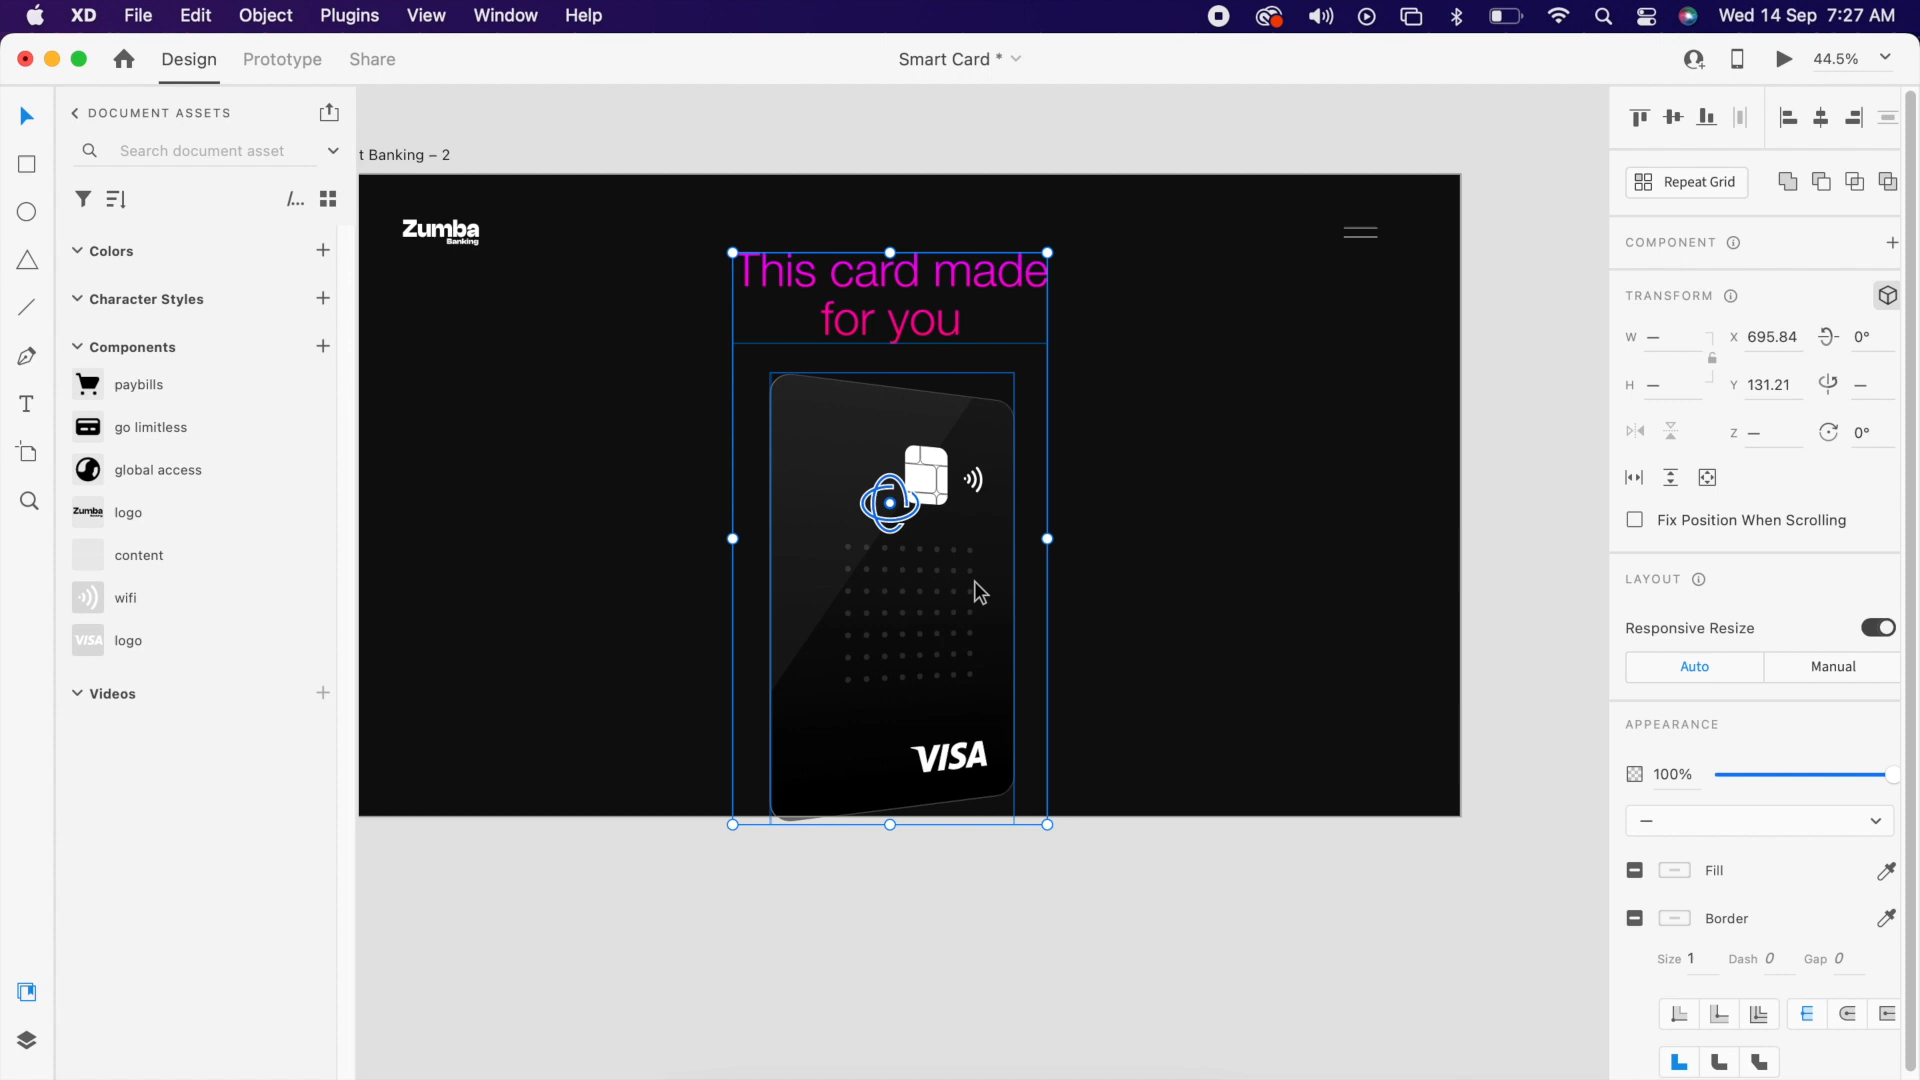 XD File Edit Object Plugins View Window Help Wed 14 Sep 7:27 AM
Design Prototype Share Smart Card * 44.5%
DOCUMENT ASSETS
Search document asset
/...
Colors
Character Styles
Components
paybills
go limitless
global access
Zumba Banking logo
content
wifi
VISA logo
Videos
t Banking – 2
Zumba
Banking
This card made
for you
VISA
Repeat Grid
COMPONENT
TRANSFORM
W — X 695.84 0°
H — Y 131.21 —
Z — 0°
Fix Position When Scrolling
LAYOUT
Responsive Resize
Auto Manual
APPEARANCE
100%
—
Fill
Border
Size 1 Dash 0 Gap 0